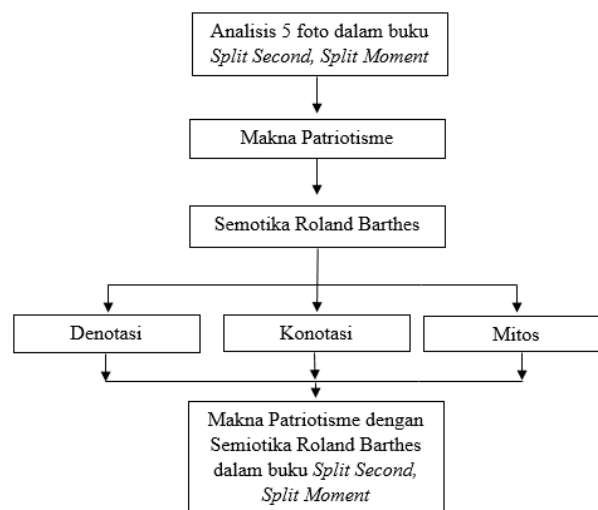 Analisis 5 foto dalam buku
Split Second, Split Moment
Makna Patriotisme
Semotika Roland Barthes
Denotasi
Konotasi
Mitos
Makna Patriotisme dengan
Semiotika Roland Barthes
dalam buku Split Second,
Split Moment